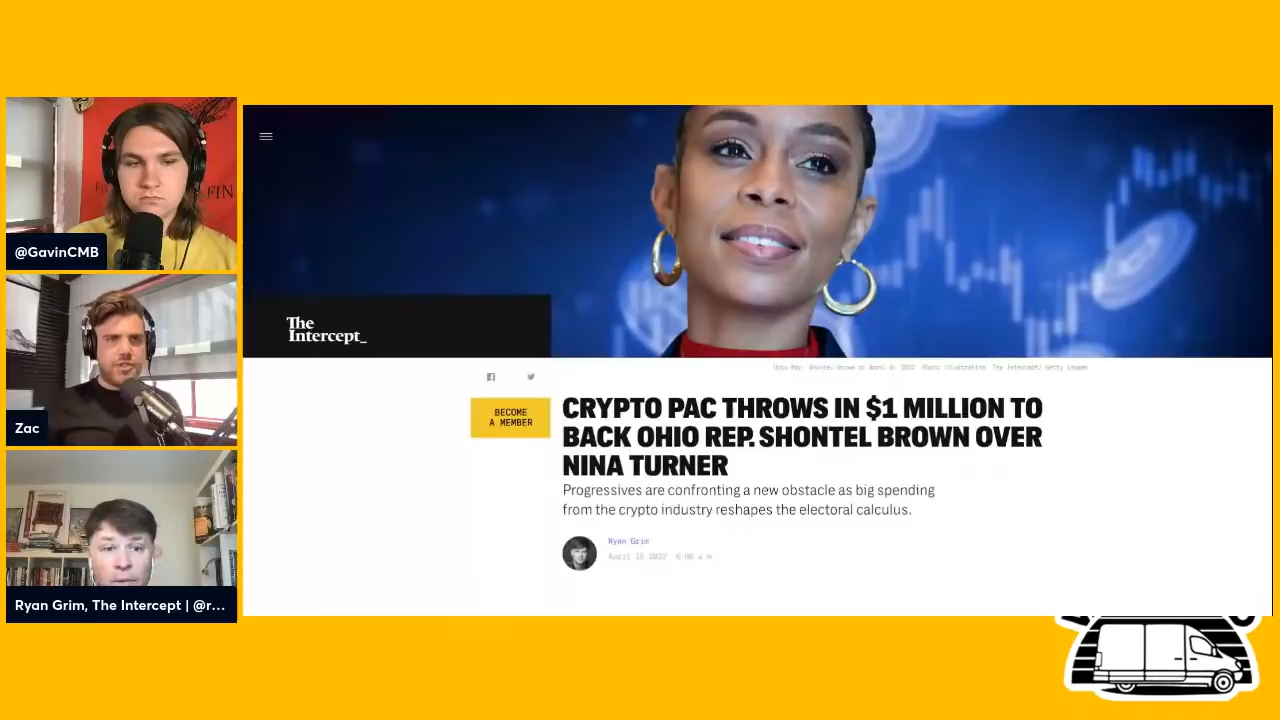 FIN
@GavinCMB
Zac
Ryan Grim, The Intercept | @r...
The
Intercept_
BECOME
A MEMBER
CRYPTO PAC THROWS IN $1 MILLION TO
BACK OHIO REP. SHONTEL BROWN OVER
NINA TURNER
Progressives are confronting a new obstacle as big spending
from the crypto industry reshapes the electoral calculus.
Ryan Grim